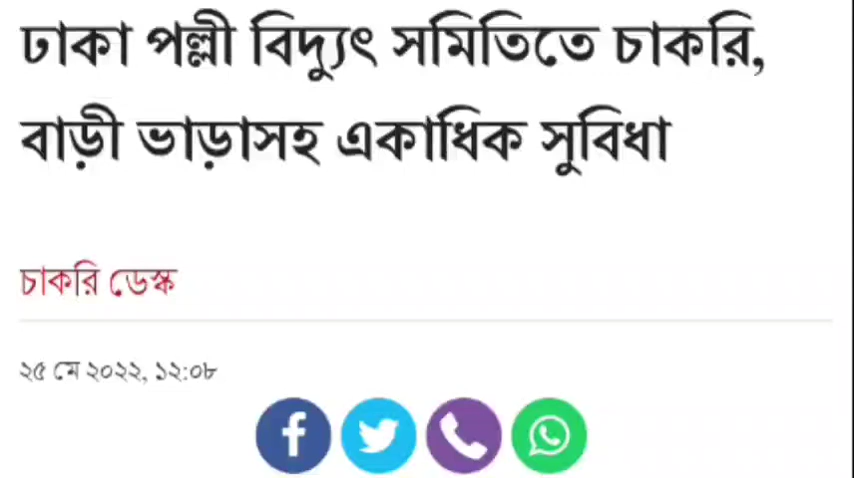 ঢাকা পল্লী বিদ্যুৎ সমিতিতে চাকরি,
বাড়ী ভাড়াসহ একাধিক সুবিধা
চাকরি ডেস্ক
২৫ মে ২০২২, ১২:০৮